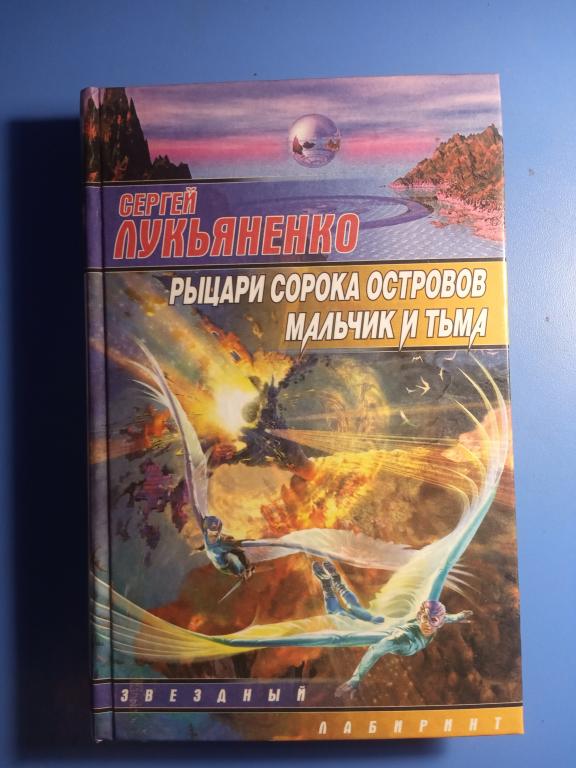 СЕРГЕЙ
ЛУКЬЯНЕНКО
РЫЦАРИ СОРОКА ОСТРОВОВ
МАЛЬЧИК И ТЬМА
ЗВЕЗДНЫЙ
ЛАБИРИНТ